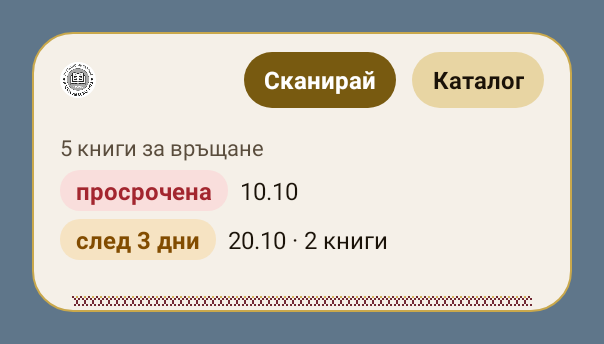 Сканирай Каталог
5 книги за връщане
просрочена 10.10
след 3 дни 20.10 · 2 книги